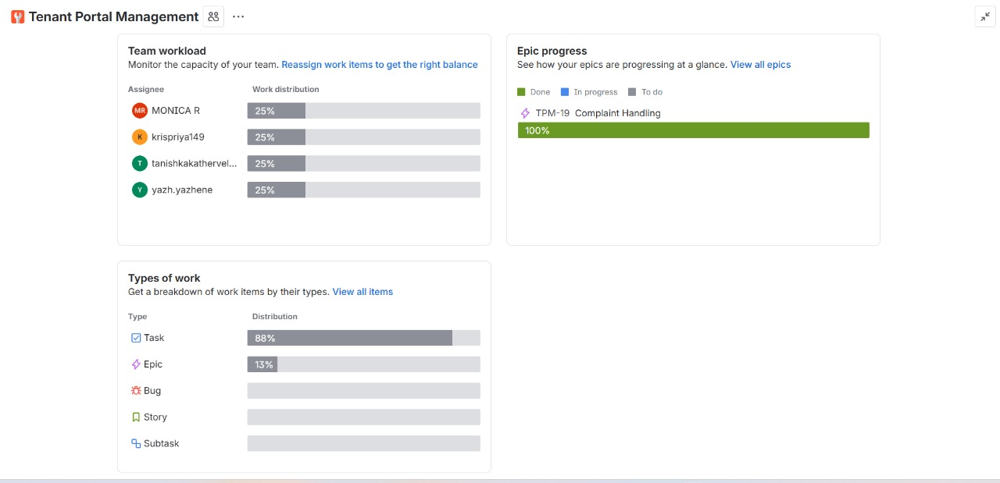 Tenant Portal Management
Team workload
Monitor the capacity of your team. Reassign work items to get the right balance
Assignee Work distribution
MR MONICA R 25%
K krispriya149 25%
T tanishkakathervel... 25%
Y yazh.yazhene 25%
Epic progress
See how your epics are progressing at a glance. View all epics
Done In progress To do
TPM-19 Complaint Handling
100%
Types of work
Get a breakdown of work items by their types. View all items
Type Distribution
Task 88%
Epic 13%
Bug
Story
Subtask